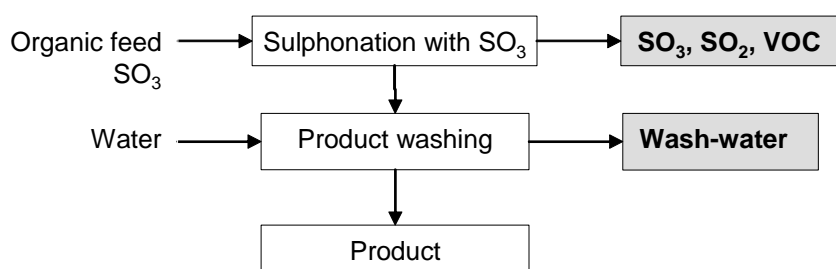 Organic feed
SO₃
Sulphonation with SO₃
SO₃, SO₂, VOC
Water
Product washing
Wash-water
Product